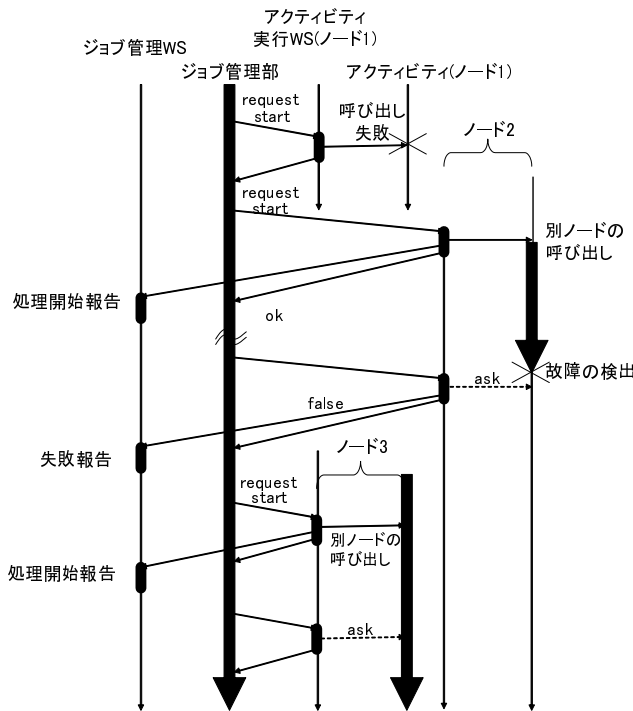 アクティビティ
実行WS(ノード1)
ジョブ管理WS
ジョブ管理部
アクティビティ(ノード1)
request
start
呼び出し
失敗
ノード2
request
start
別ノードの
呼び出し
処理開始報告
ok
ask
故障の検出
false
失敗報告
ノード3
request
start
別ノードの
呼び出し
処理開始報告
ask